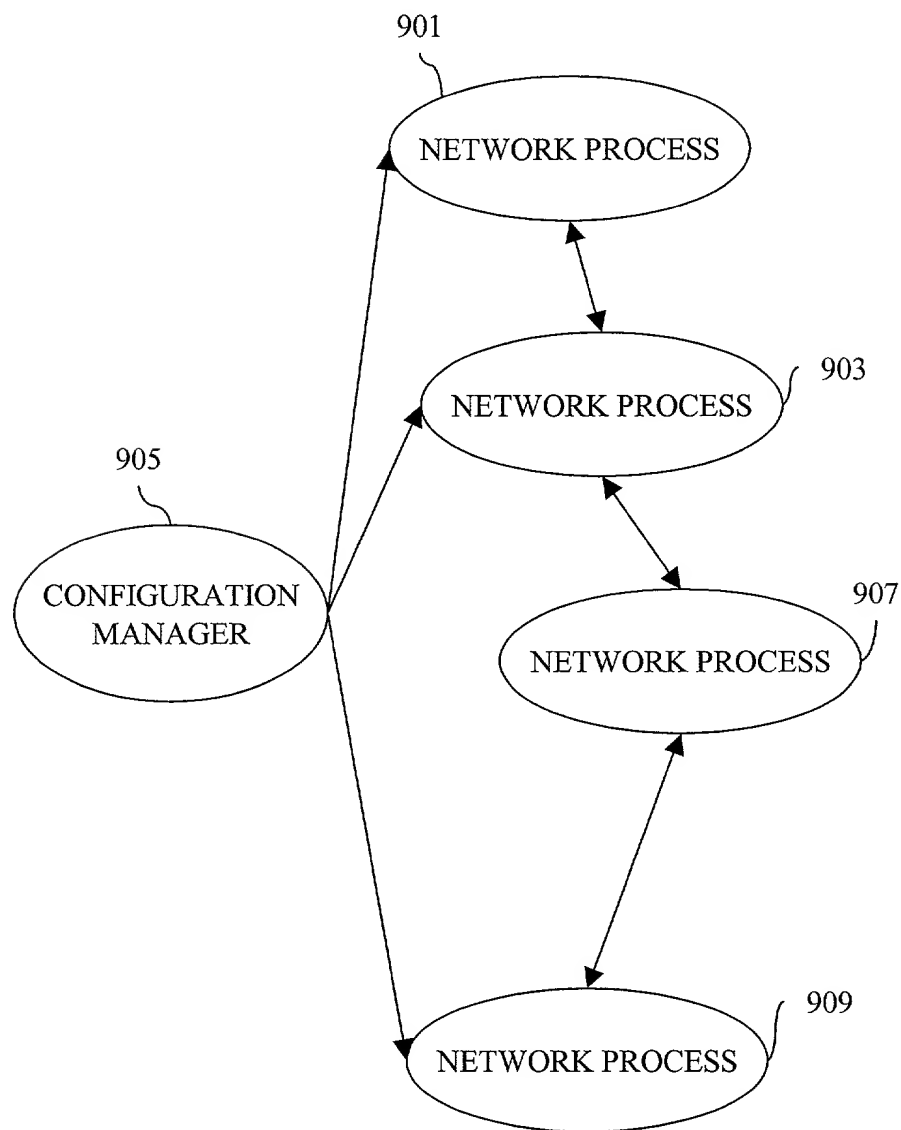 901
NETWORK PROCESS
NETWORK PROCESS
903
905
CONFIGURATION
MANAGER
907
NETWORK PROCESS
909
NETWORK PROCESS